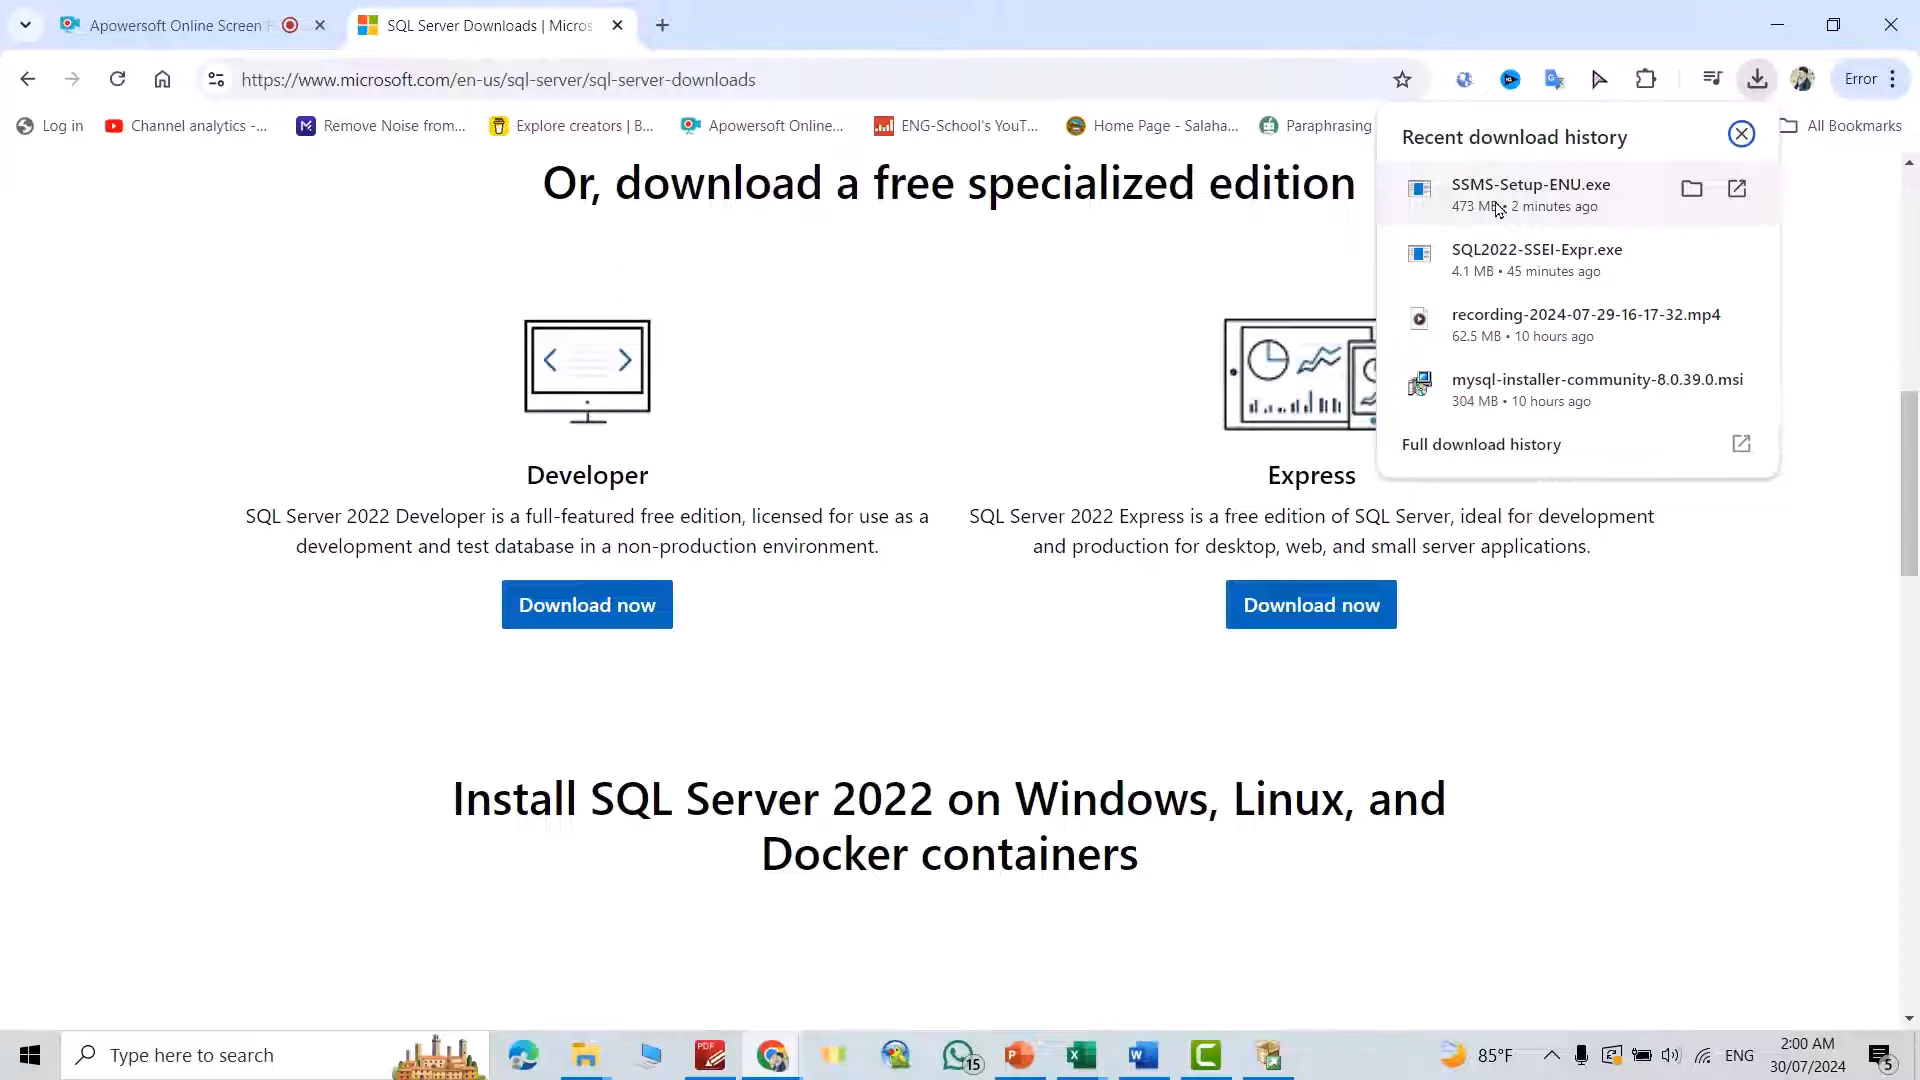 Apowersoft Online Screen
SQL Server Downloads | Micros
https://www.microsoft.com/en-us/sql-server/sql-server-downloads
Error
Log in
Channel analytics -...
Remove Noise from...
Explore creators | B...
Apowersoft Online...
ENG-School's YouT...
Home Page - Salaha...
Paraphrasing
All Bookmarks
Recent download history
SSMS-Setup-ENU.exe
473 MB • 2 minutes ago
SQL2022-SSEI-Expr.exe
4.1 MB • 45 minutes ago
recording-2024-07-29-16-17-32.mp4
62.5 MB • 10 hours ago
mysql-installer-community-8.0.39.0.msi
304 MB • 10 hours ago
Full download history
Or, download a free specialized edition
Developer
SQL Server 2022 Developer is a full-featured free edition, licensed for use as a
development and test database in a non-production environment.
Download now
Express
SQL Server 2022 Express is a free edition of SQL Server, ideal for development
and production for desktop, web, and small server applications.
Download now
Install SQL Server 2022 on Windows, Linux, and
Docker containers
Type here to search
PDF
15
85°F
ENG
2:00 AM
30/07/2024
5